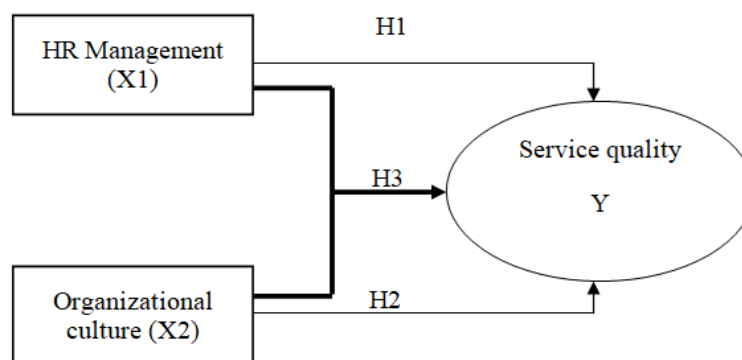 H1
HR Management
(X1)
Service quality
H3
Y
Organizational
culture (X2)
H2